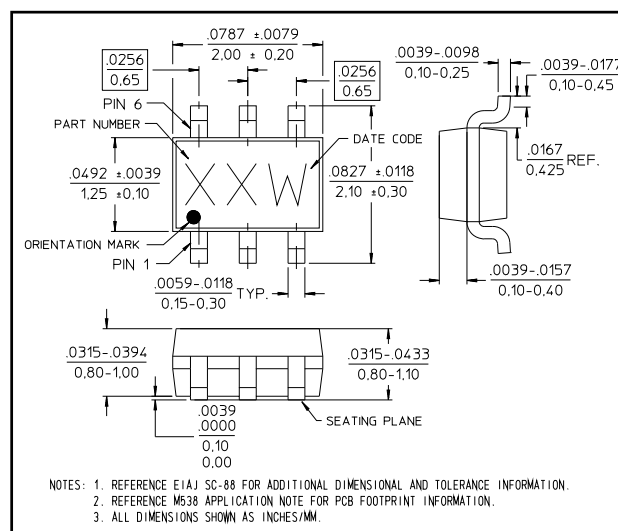 .0787 ±.0079
2,00 ± 0,20
.0256
0.65
.0256
0.65
.0039-.0098
0,10-0,25
.0039-.0177
0,10-0,45
PIN 6
PART NUMBER
DATE CODE
.0492 ±.0039
1,25 ±0,10
XXW
.0827 ±.0118
2,10 ±0,30
.0167
0,425
REF.
ORIENTATION MARK
PIN 1
.0059-.0118
0,15-0,30
TYP.
.0039-.0157
0,10-0,40
.0315-.0394
0,80-1,00
.0315-.0433
0,80-1,10
.0039
.0000
0,10
0.00
SEATING PLANE
NOTES: 1. REFERENCE EIAJ SC-88 FOR ADDITIONAL DIMENSIONAL AND TOLERANCE INFORMATION.
2. REFERENCE M538 APPLICATION NOTE FOR PCB FOOTPRINT INFORMATION.
3. ALL DIMENSIONS SHOWN AS INCHES/MM.